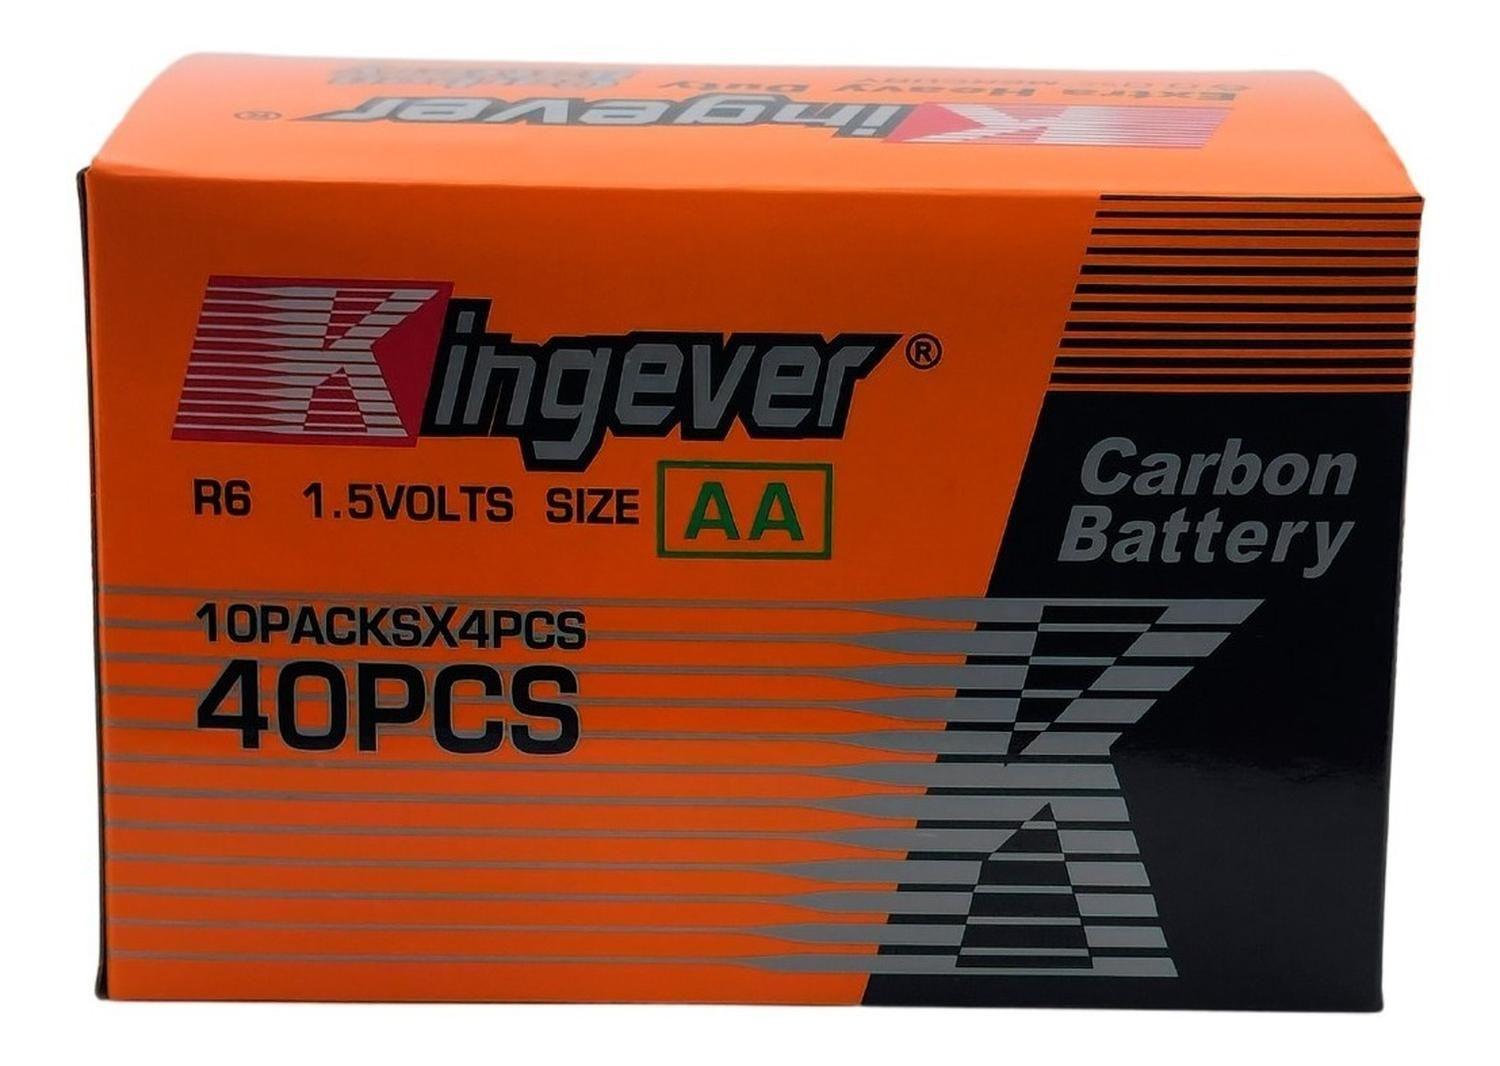 Extra Heavy Duty
Kingever®
Kingever®
R6 1.5VOLTS SIZE AA
10PACKSX4PCS
40PCS
Carbon
Battery
K